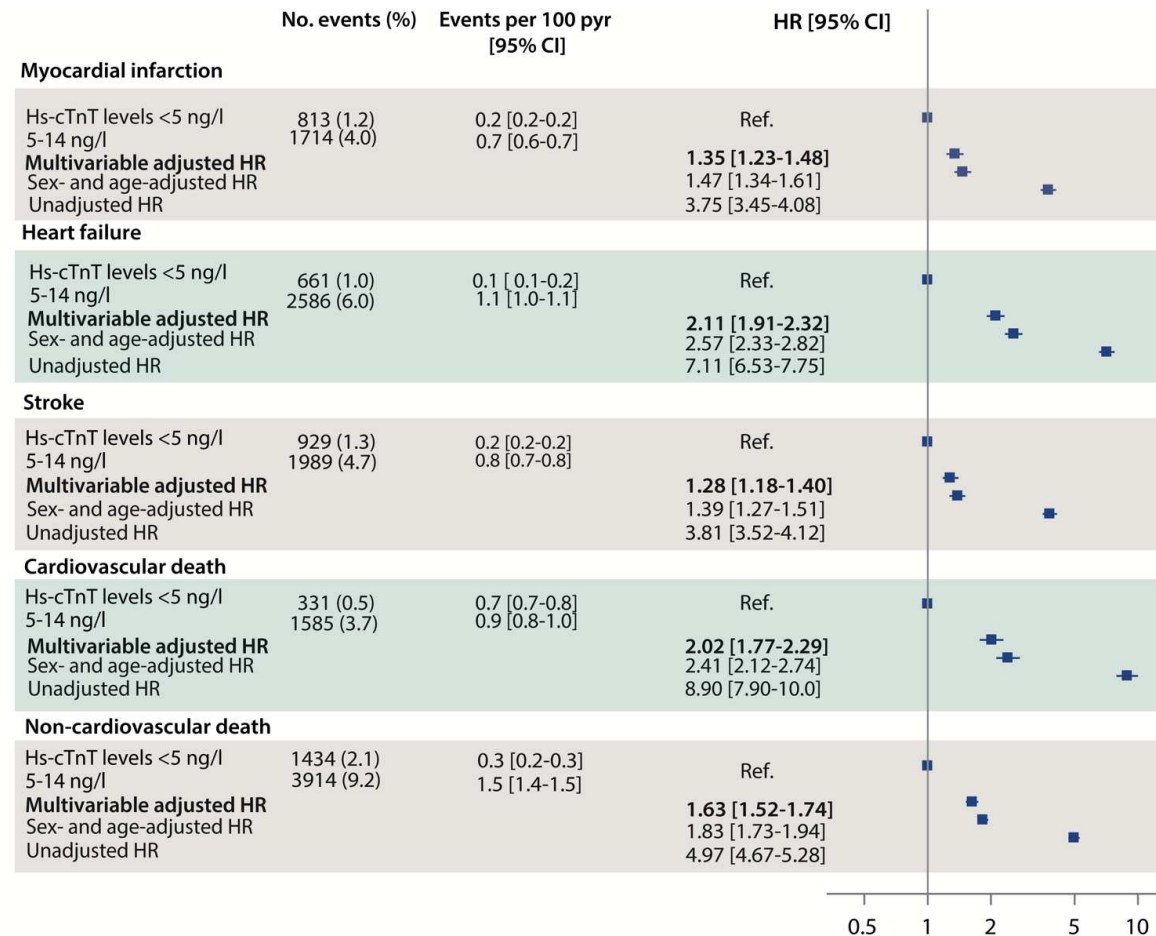 No. events (%) Events per 100 pyr [95% CI] HR [95% CI]
Myocardial infarction
Hs-cTnT levels <5 ng/l 813 (1.2) 0.2 [0.2-0.2] Ref.
5-14 ng/l 1714 (4.0) 0.7 [0.6-0.7]
Multivariable adjusted HR 1.35 [1.23-1.48]
Sex- and age-adjusted HR 1.47 [1.34-1.61]
Unadjusted HR 3.75 [3.45-4.08]
Heart failure
Hs-cTnT levels <5 ng/l 661 (1.0) 0.1 [ 0.1-0.2] Ref.
5-14 ng/l 2586 (6.0) 1.1 [1.0-1.1]
Multivariable adjusted HR 2.11 [1.91-2.32]
Sex- and age-adjusted HR 2.57 [2.33-2.82]
Unadjusted HR 7.11 [6.53-7.75]
Stroke
Hs-cTnT levels <5 ng/l 929 (1.3) 0.2 [0.2-0.2] Ref.
5-14 ng/l 1989 (4.7) 0.8 [0.7-0.8]
Multivariable adjusted HR 1.28 [1.18-1.40]
Sex- and age-adjusted HR 1.39 [1.27-1.51]
Unadjusted HR 3.81 [3.52-4.12]
Cardiovascular death
Hs-cTnT levels <5 ng/l 331 (0.5) 0.7 [0.7-0.8] Ref.
5-14 ng/l 1585 (3.7) 0.9 [0.8-1.0]
Multivariable adjusted HR 2.02 [1.77-2.29]
Sex- and age-adjusted HR 2.41 [2.12-2.74]
Unadjusted HR 8.90 [7.90-10.0]
Non-cardiovascular death
Hs-cTnT levels <5 ng/l 1434 (2.1) 0.3 [0.2-0.3] Ref.
5-14 ng/l 3914 (9.2) 1.5 [1.4-1.5]
Multivariable adjusted HR 1.63 [1.52-1.74]
Sex- and age-adjusted HR 1.83 [1.73-1.94]
Unadjusted HR 4.97 [4.67-5.28]
0.5 1 2 5 10